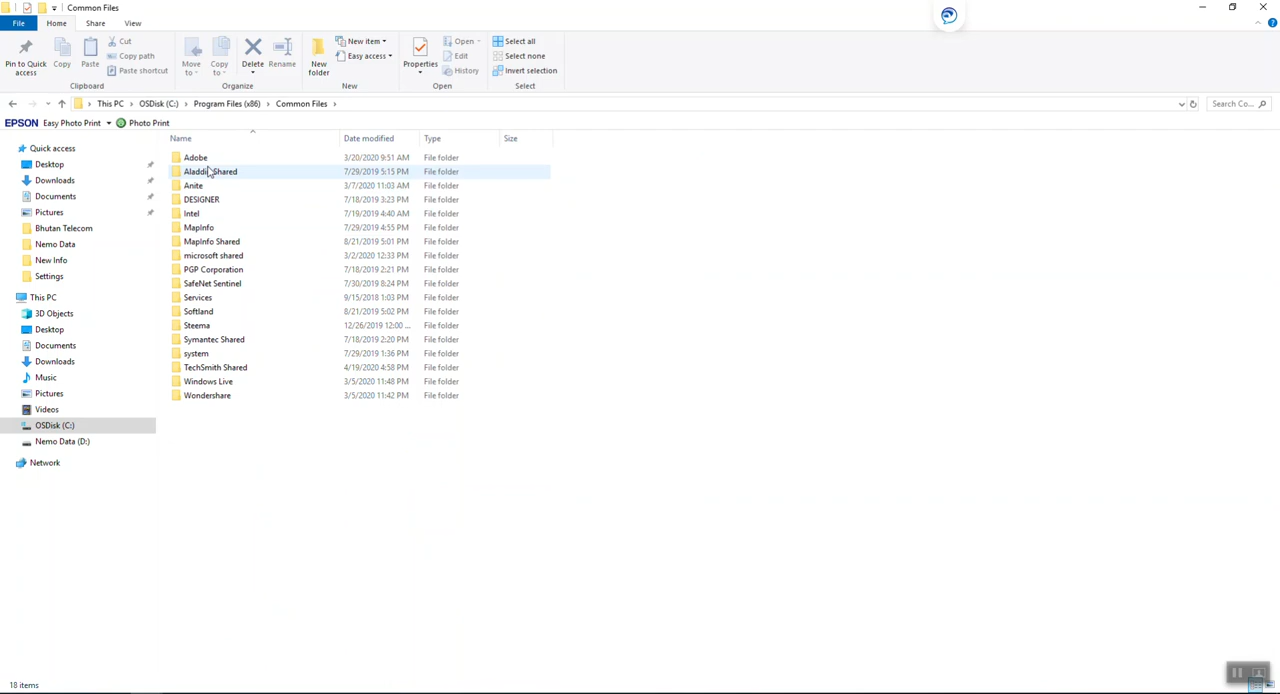 Common Files
File Home Share View
Pin to Quick access
Copy
Paste
Cut
Copy path
Paste shortcut
Clipboard
Move to
Copy to
Delete
Rename
Organize
New folder
New item
Easy access
New
Properties
Open
Edit
History
Open
Select all
Select none
Invert selection
Select
This PC > OSDisk (C:) > Program Files (x86) > Common Files >
Search Co...
EPSON Easy Photo Print Photo Print
Quick access
Desktop
Downloads
Documents
Pictures
Bhutan Telecom
Nemo Data
New Info
Settings
This PC
3D Objects
Desktop
Documents
Downloads
Music
Pictures
Videos
OSDisk (C:)
Nemo Data (D:)
Network
Name Date modified Type Size
Adobe 3/20/2020 9:51 AM File folder
Aladdi Shared 7/29/2019 5:15 PM File folder
Anite 3/7/2020 11:03 AM File folder
DESIGNER 7/18/2019 3:23 PM File folder
Intel 7/19/2019 4:40 AM File folder
MapInfo 7/29/2019 4:55 PM File folder
MapInfo Shared 8/21/2019 5:01 PM File folder
microsoft shared 3/2/2020 12:33 PM File folder
PGP Corporation 7/18/2019 2:21 PM File folder
SafeNet Sentinel 7/30/2019 8:24 PM File folder
Services 9/15/2018 1:03 PM File folder
Softland 8/21/2019 5:02 PM File folder
Steema 12/26/2019 12:00 ... File folder
Symantec Shared 7/18/2019 2:20 PM File folder
system 7/29/2019 1:36 PM File folder
TechSmith Shared 4/19/2020 4:58 PM File folder
Windows Live 3/5/2020 11:48 PM File folder
Wondershare 3/5/2020 11:42 PM File folder
18 items